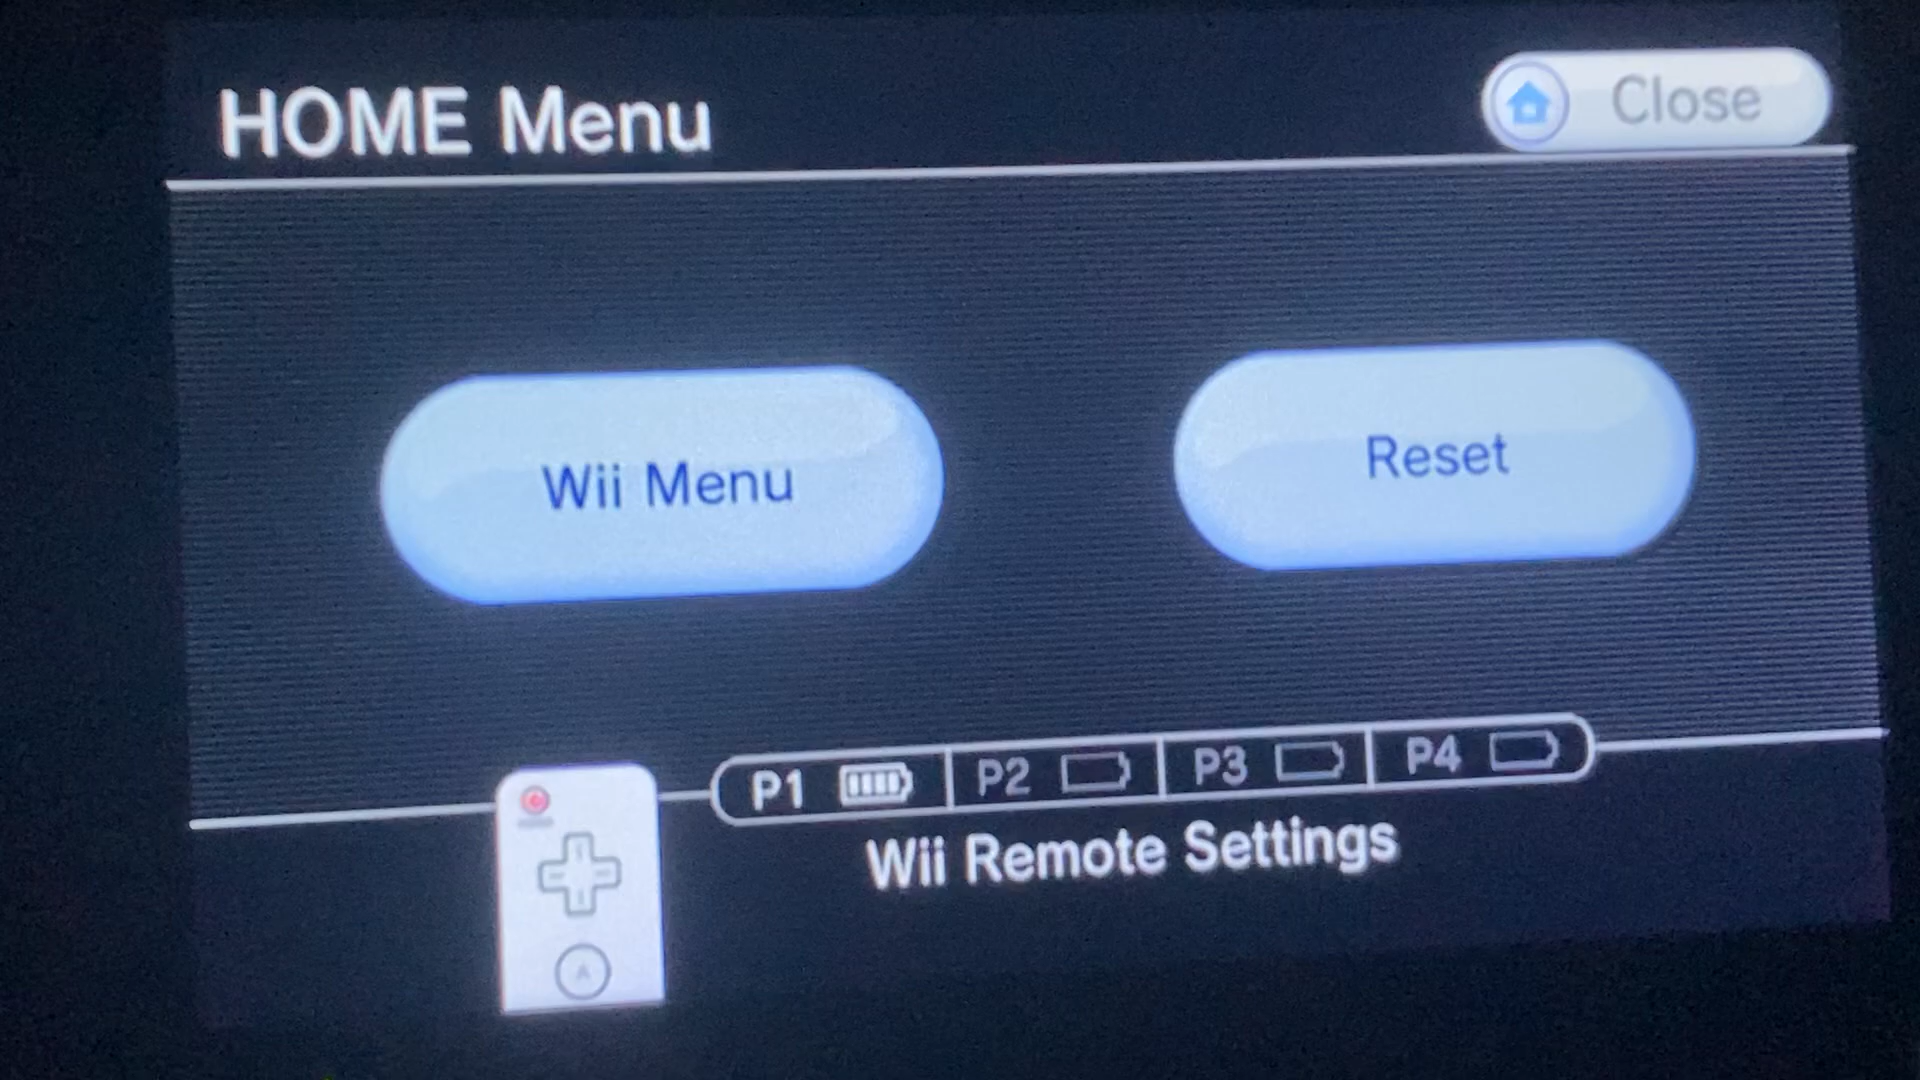 HOME Menu
Close
Wii Menu
Reset
P1 P2 P3 P4
Wii Remote Settings
A